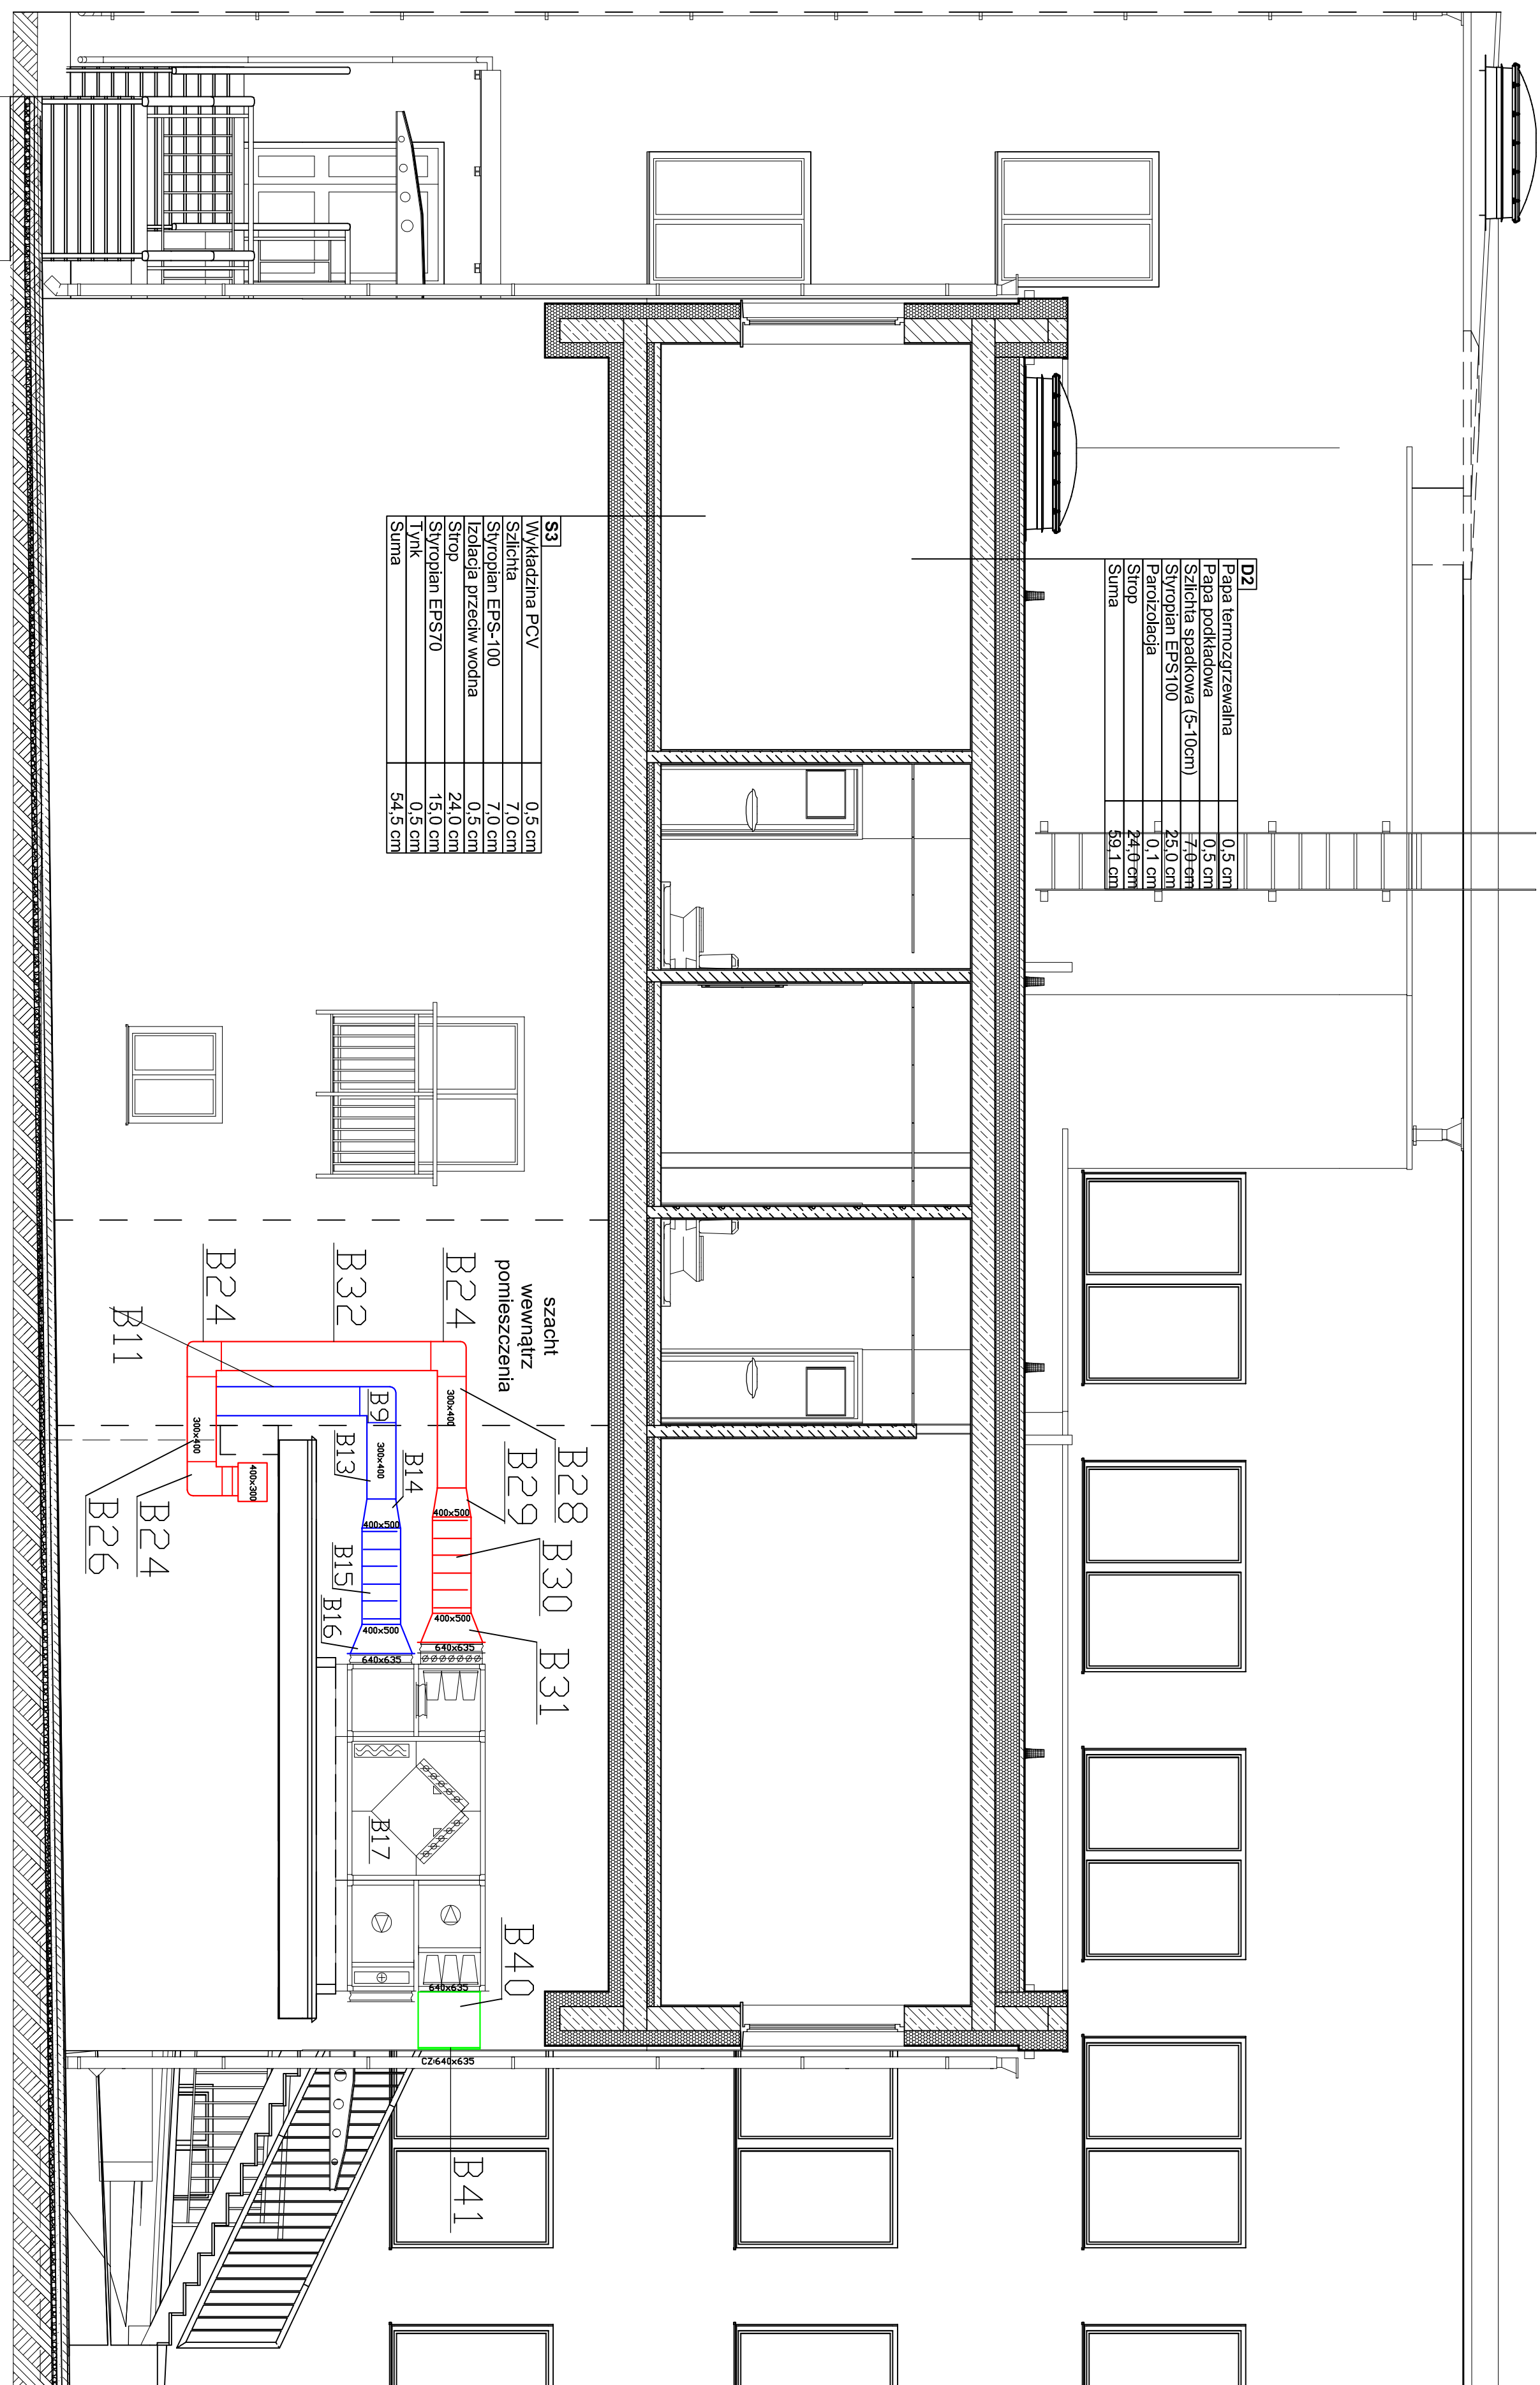 D2
Papa termozgrzewalna 0,5 cm
Papa podkładowa 0,5 cm
Szlichta spadkowa (5-10cm) 7,0 cm
Styropian EPS100 25,0 cm
Paroizolacja 0,1 cm
Strop 24,0 cm
Suma 59,1 cm
S3
Wykładzina PCV 0,5 cm
Szlichta 7,0 cm
Styropian EPS-100 7,0 cm
Izolacja przeciw wodna 0,5 cm
Strop 24,0 cm
Styropian EPS70 15,0 cm
Tynk 0,5 cm
Suma 54,5 cm
szacht
wewnątrz
pomieszczenia
B28
B29
B30
B31
B40
B41
B24
B32
B24
B11
B9
B13
B14
B15
B16
B17
B24
B26
300x400
400x500
400x500
640x635
300x400
400x500
400x500
640x635
300x400
400x300
640x635
CZ-640x635